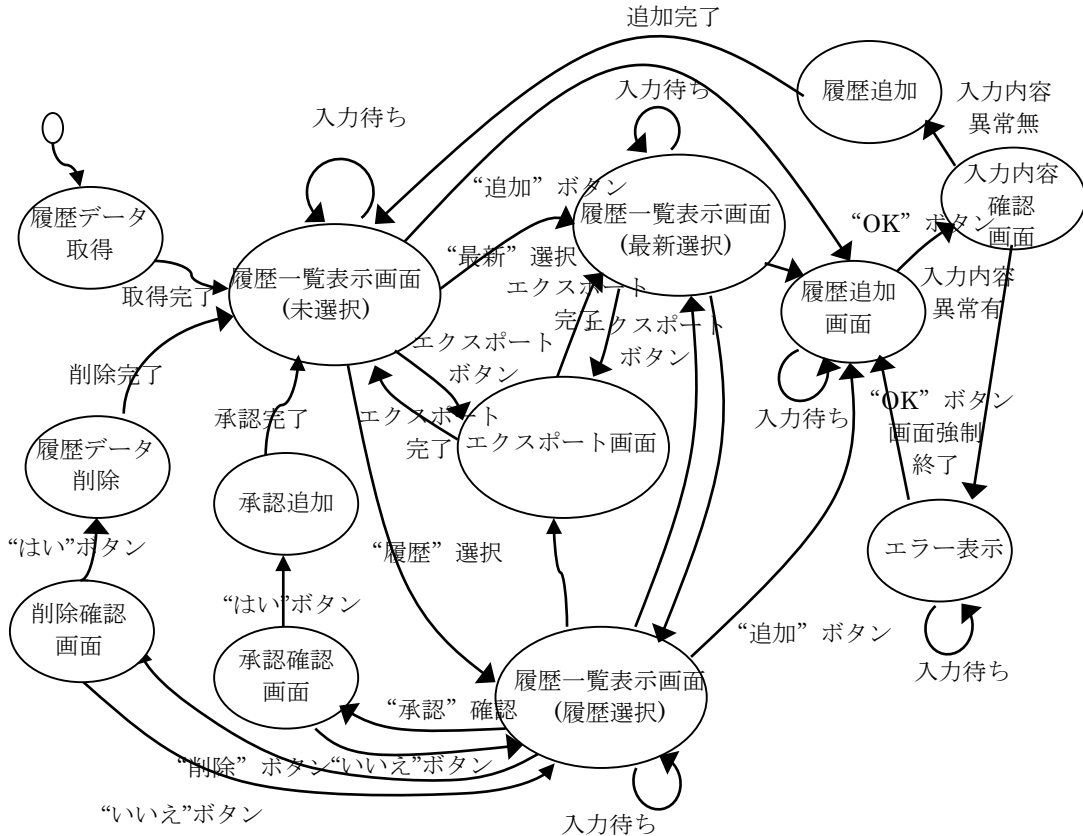 追加完了
入力待ち
入力待ち
履歴追加
入力内容
異常無
履歴データ
取得
“追加”ボタン
履歴一覧表示画面
(最新選択)
入力内容
確認
画面
“OK”ボタン
取得完了
履歴一覧表示画面
(未選択)
“最新”選択
エクスポート
完了
エクスポート
ボタン
履歴追加
画面
入力内容
異常有
エクスポート
ボタン
削除完了
承認完了
エクスポート
完了
エクスポート画面
入力待ち
“OK”ボタン
画面強制
終了
履歴データ
削除
承認追加
“はい”ボタン
“履歴”選択
エラー表示
削除確認
画面
“はい”ボタン
承認確認
画面
履歴一覧表示画面
(履歴選択)
“追加”ボタン
入力待ち
“承認”確認
“削除”ボタン
“いいえ”ボタン
“いいえ”ボタン
入力待ち